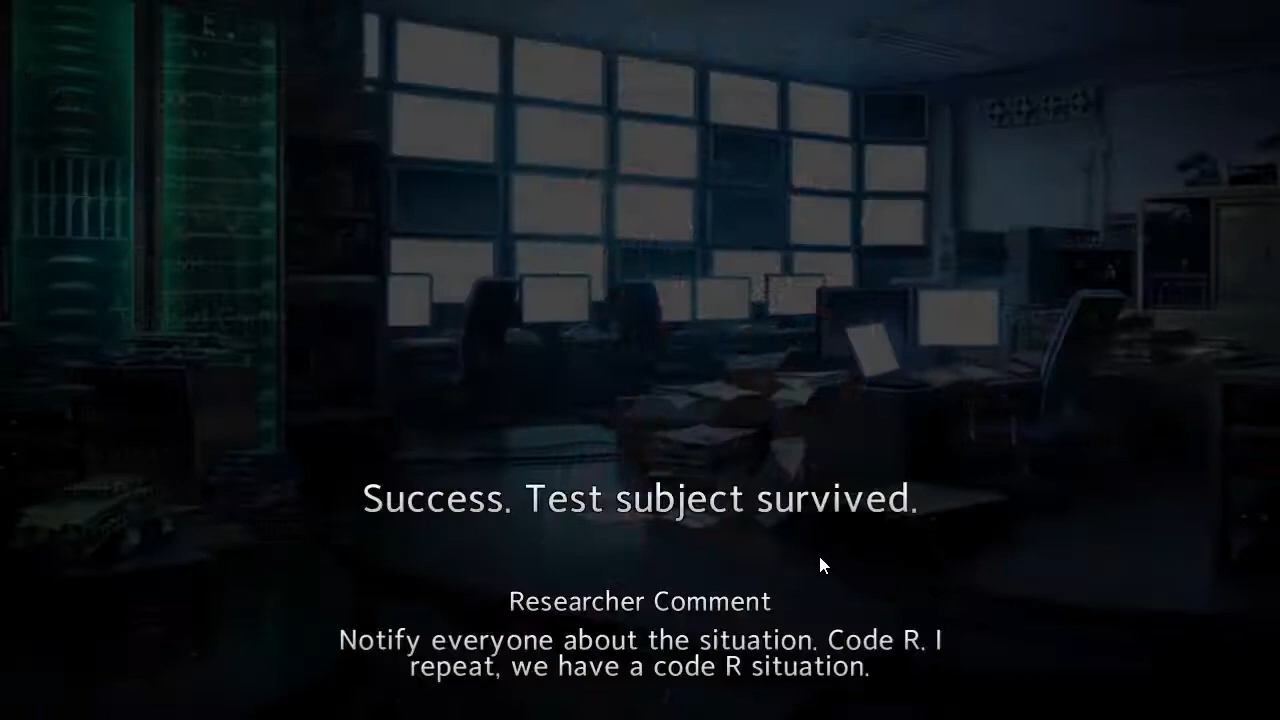 Success. Test subject survived.
Researcher Comment
Notify everyone about the situation. Code R. I
repeat, we have a code R situation.